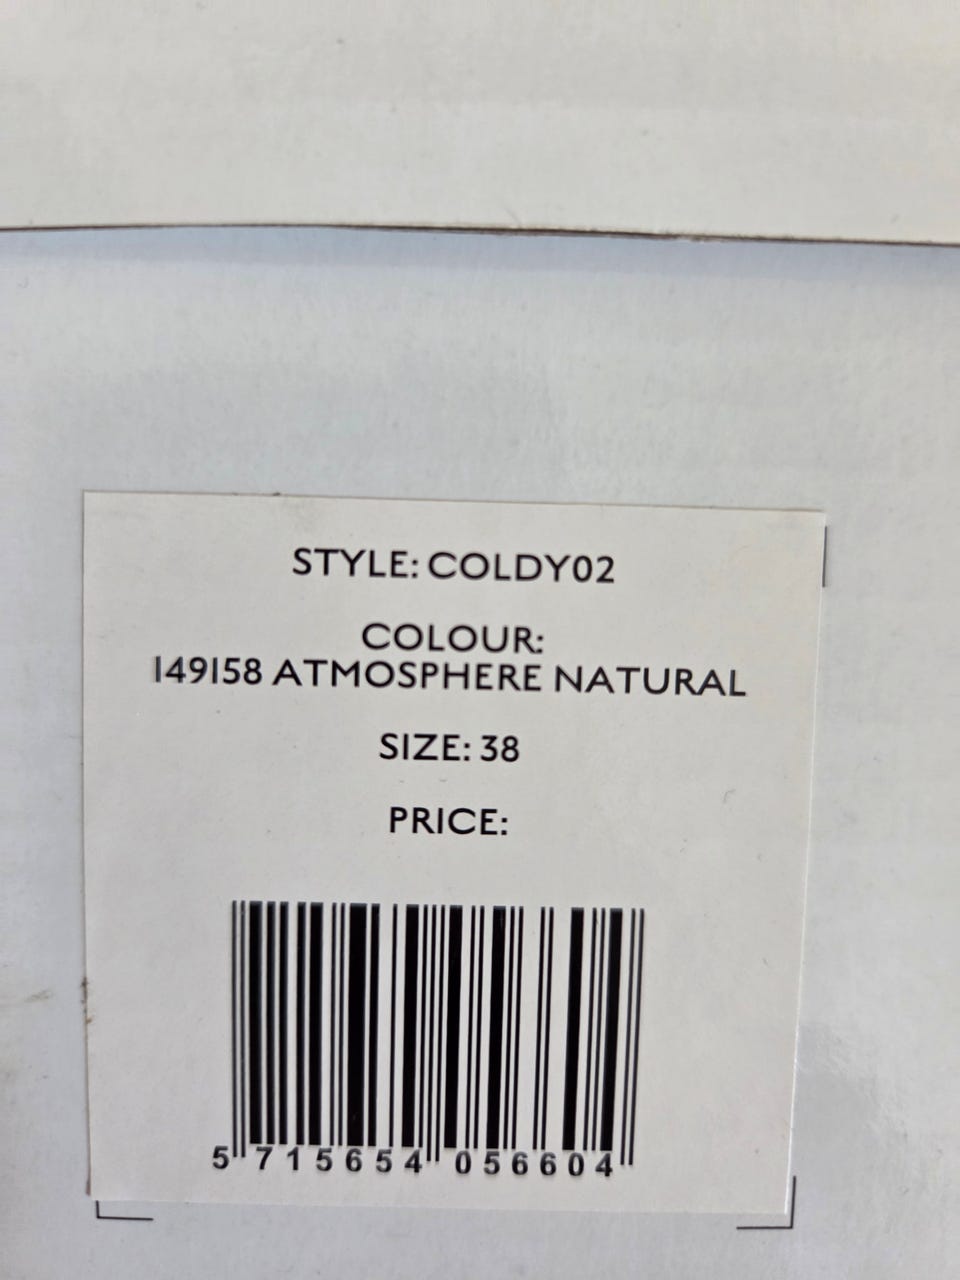 STYLE: COLDY02
COLOUR:
149158 ATMOSPHERE NATURAL
SIZE: 38
PRICE:
5 715654 056604